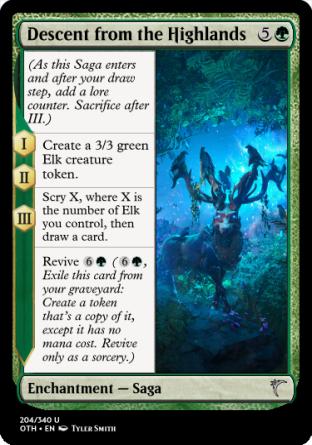 Descent from the Highlands 5
(As this Saga enters
and after your draw
step, add a lore
counter. Sacrifice after
III.)
I
Create a 3/3 green
Elk creature
II
token.
III
Scry X, where X is
the number of Elk
you control, then
draw a card.
Revive 6 ( 6 ,
Exile this card from
your graveyard:
Create a token
that's a copy of it,
except it has no
mana cost. Revive
only as a sorcery.)
Enchantment — Saga
204/340 U
OTH • EN Tyler Smith